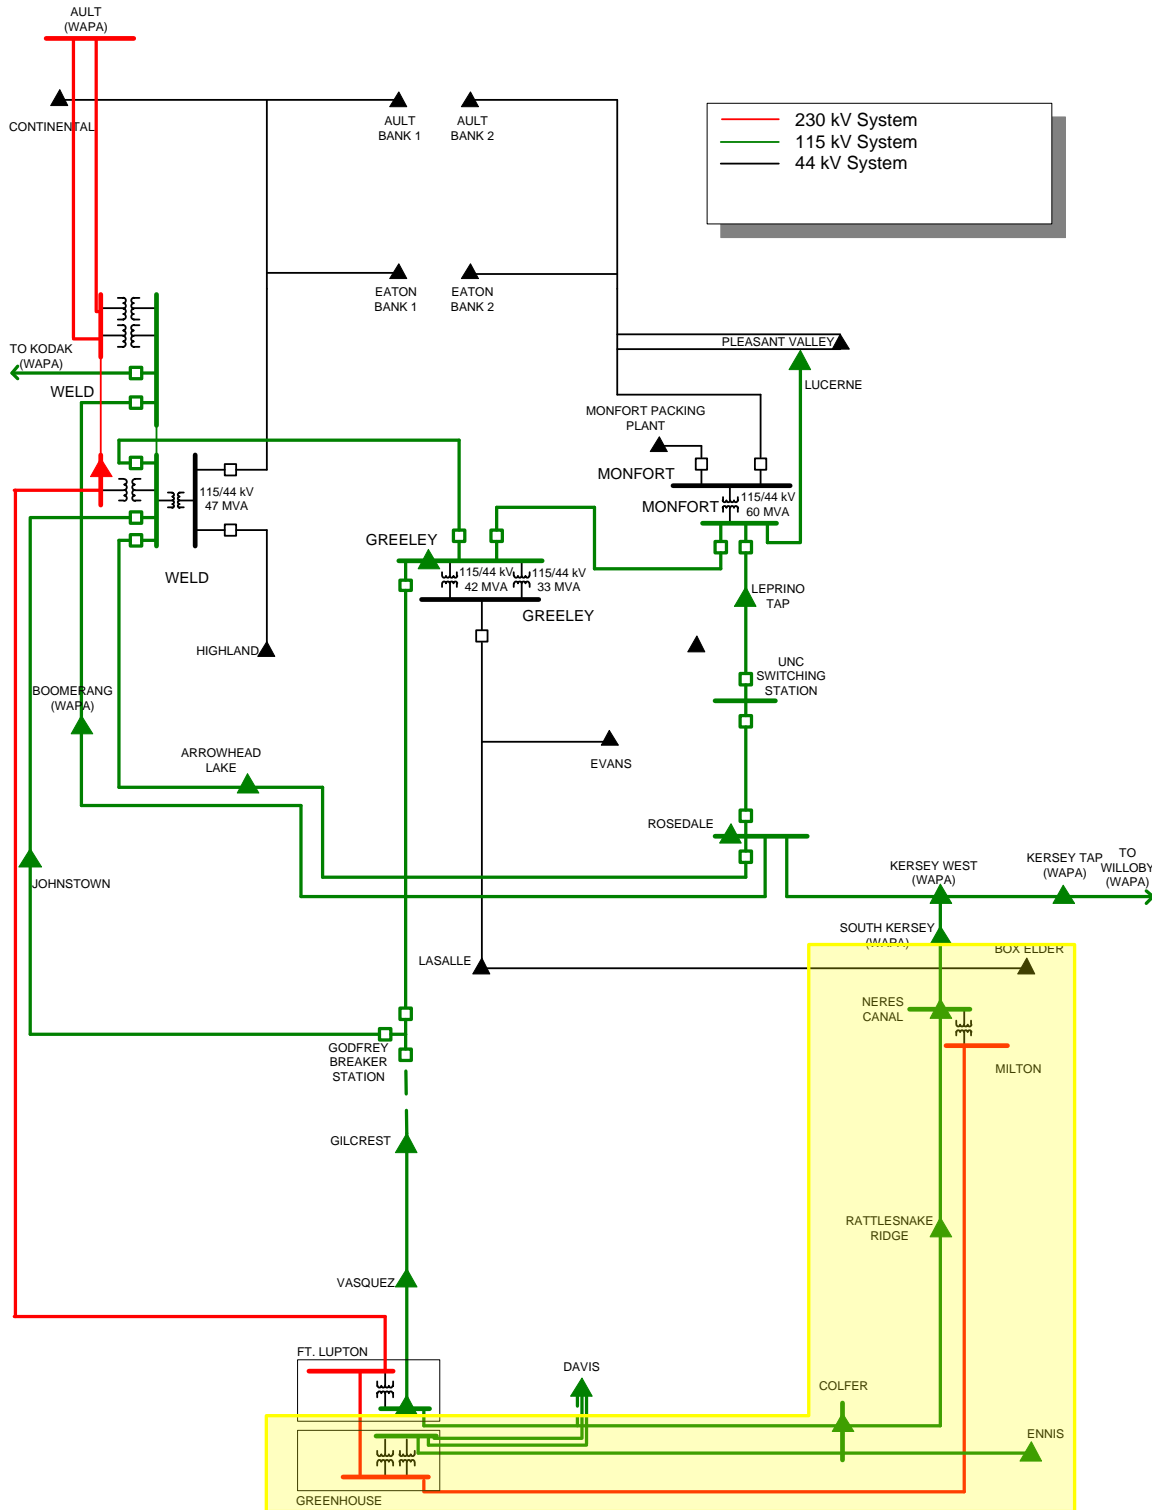 AULT
(WAPA)
CONTINENTAL
AULT
BANK 1
AULT
BANK 2
230 kV System
115 kV System
44 kV System
EATON
BANK 1
EATON
BANK 2
TO KODAK
(WAPA)
WELD
PLEASANT VALLEY
LUCERNE
MONFORT PACKING
PLANT
MONFORT
115/44 kV
47 MVA
MONFORT
115/44 kV
60 MVA
WELD
GREELEY
115/44 kV
42 MVA
115/44 kV
33 MVA
GREELEY
LEPRINO
TAP
HIGHLAND
UNC
SWITCHING
STATION
BOOMERANG
(WAPA)
ARROWHEAD
LAKE
EVANS
ROSEDALE
JOHNSTOWN
KERSEY WEST
(WAPA)
KERSEY TAP
(WAPA)
TO
WILLOBY
(WAPA)
SOUTH KERSEY
(WAPA)
BOX ELDER
LASALLE
NERES
CANAL
GODFREY
BREAKER
STATION
MILTON
GILCREST
RATTLESNAKE
RIDGE
VASQUEZ
FT. LUPTON
DAVIS
COLFER
ENNIS
GREENHOUSE